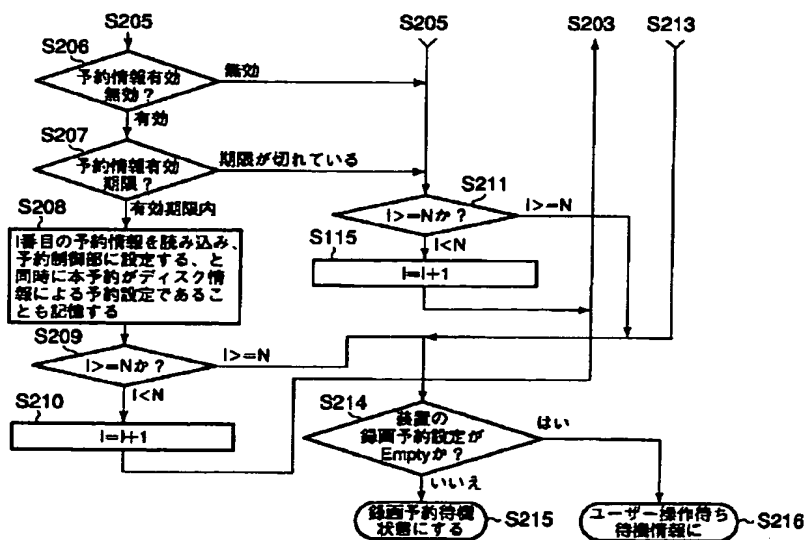 S205
S205
S203
S213
S206
予約情報有効
無効？
無効
有効
S207
予約情報有効
期限？
期限が切れている
有効期限内
S208
I番目の予約情報を読み込み、
予約制御部に設定する、と
同時に本予約がディスク情
報による予約設定であるこ
とも記憶する
S211
I>=Nか？
I>=N
I<N
S115
I=I+1
S209
I>=Nか？
I>=N
I<N
S210
I=I+1
S214
装置の
録画予約設定が
Emptyか？
はい
いいえ
録画予約待機
状態にする
S215
ユーザー操作待ち
待機情報に
S216